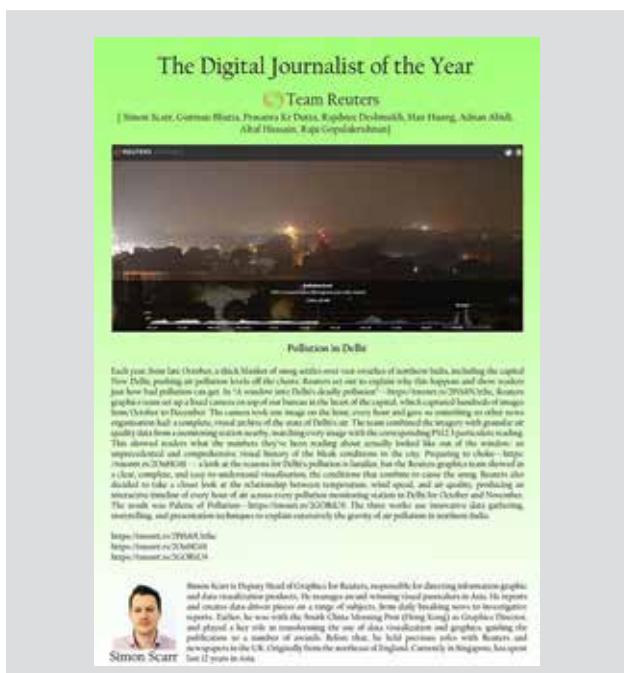 The Digital Journalist of the Year
Team Reuters
[ Simon Scarr, Gurman Bhatia, Prasanta Kr Dutta, Rajdeep Deshmukh, Han Huang, Adnan Abidi,
Altaf Hussain, Raju Gopalakrishnan]
REUTERS
Pollution in Delhi
Each year, from late October, a thick blanket of smog settles over vast swathes of northern India, including the capital
New Delhi, pushing air pollution levels off the charts. Reuters set out to explain why this happens and show readers
just how bad pollution can get. In "A window into Delhi's deadly pollution" Reuters
graphics team set up a fixed camera on top of our bureau in the heart of the capital, which captured hundreds of images
from October to December. The camera took one image on the hour, every hour and gave us something no other news
organisation had: a complete, visual archive of the state of Delhi's air. The team combined the imagery with granular air
quality data from a monitoring station nearby, matching every image with the corresponding PM2.5 particulate reading.
This allowed readers what the numbers they've been reading about actually looked like out of the window: an
unprecedented and comprehensive visual history of the bleak conditions in the city. Preparing to choke
a look at the reasons for Delhi's pollution is familiar, but the Reuters graphics team showed in
a clear, complete, and easy-to-understand visualisation, the conditions that combine to cause the smog. Reuters also
decided to take a closer look at the relationship between temperature, wind speed, and air quality, producing an
interactive timeline of every hour of air across every pollution monitoring station in Delhi for October and November.
The result was Palette of Pollution The three works use innovative data gathering,
storytelling, and presentation techniques to explain extensively the gravity of air pollution in northern India.
Simon Scarr is Deputy Head of Graphics for Reuters, responsible for directing information graphic
and data visualization products. He manages an award winning visual journalists in Asia. He reports
and creates data-driven pieces on a range of subjects, from daily breaking news to investigative
reports. Earlier, he was with the South China Morning Post (Hong Kong) as Graphics Director,
and played a key role in transforming the use of data visualization and graphics, guiding the
publication to a number of awards. Before that, he held previous roles with Reuters and
newspapers in the UK. Originally from the northeast of England. Currently in Singapore, has spent
last 12 years in Asia.
Simon Scarr